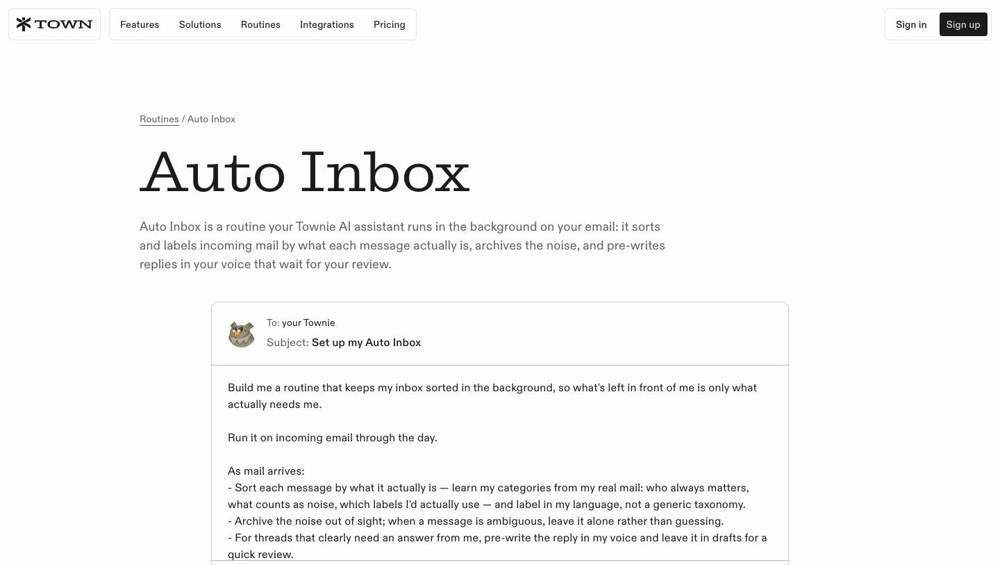 TOWN
Features
Solutions
Routines
Integrations
Pricing
Sign in
Sign up
Routines / Auto Inbox
Auto Inbox
Auto Inbox is a routine your Townie AI assistant runs in the background on your email: it sorts
and labels incoming mail by what each message actually is, archives the noise, and pre-writes
replies in your voice that wait for your review.
To: your Townie
Subject: Set up my Auto Inbox
Build me a routine that keeps my inbox sorted in the background, so what's left in front of me is only what
actually needs me.
Run it on incoming email through the day.
As mail arrives:
- Sort each message by what it actually is — learn my categories from my real mail: who always matters,
what counts as noise, which labels I'd actually use — and label in my language, not a generic taxonomy.
- Archive the noise out of sight; when a message is ambiguous, leave it alone rather than guessing.
- For threads that clearly need an answer from me, pre-write the reply in my voice and leave it in drafts for a
quick review.